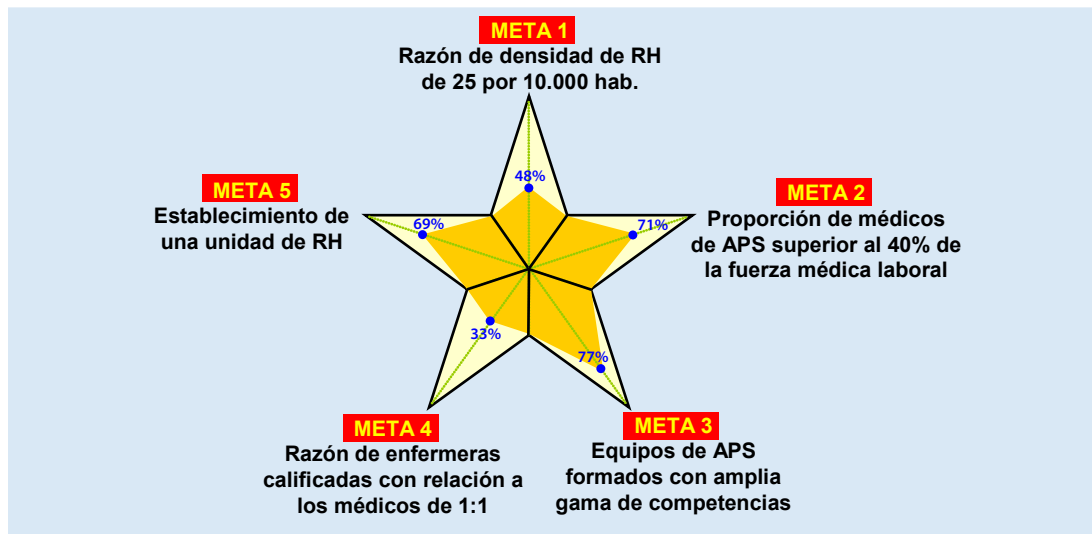 META 1
Razón de densidad de RH
de 25 por 10.000 hab.
48%
META 5
Establecimiento de
una unidad de RH
69%
META 2
Proporción de médicos
de APS superior al 40% de
la fuerza médica laboral
71%
33%
77%
META 4
Razón de enfermeras
calificadas con relación a
los médicos de 1:1
META 3
Equipos de APS
formados con amplia
gama de competencias